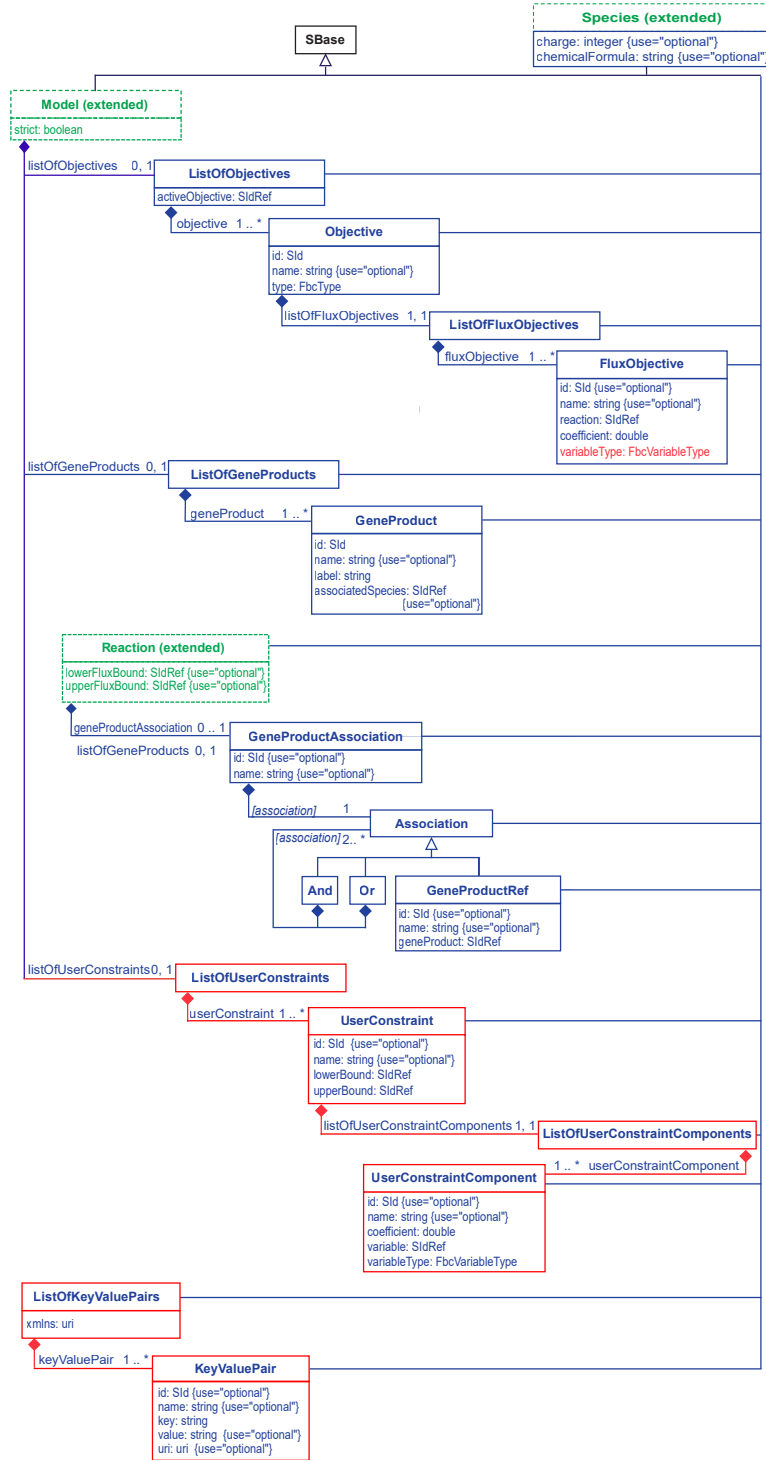 Species (extended)
SBase
charge: integer {use="optional"}
chemicalFormula: string {use="optional"}
Model (extended)
strict: boolean
listOfObjectives 0, 1
ListOfObjectives
activeObjective: SIdRef
objective 1 .. *
Objective
id: SId
name: string {use="optional"}
type: FbcType
listOfFluxObjectives 1, 1
ListOfFluxObjectives
fluxObjective 1 .. *
FluxObjective
id: SId {use="optional"}
name: string {use="optional"}
reaction: SIdRef
coefficient: double
variableType: FbcVariableType
listOfGeneProducts 0, 1
ListOfGeneProducts
geneProduct 1 .. *
GeneProduct
id: SId
name: string {use="optional"}
label: string
associatedSpecies: SIdRef
{use="optional"}
Reaction (extended)
lowerFluxBound: SIdRef {use="optional"}
upperFluxBound: SIdRef {use="optional"}
geneProductAssociation 0 .. 1
listOfGeneProducts 0, 1
GeneProductAssociation
id: SId {use="optional"}
name: string {use="optional"}
[association] 1
Association
[association] 2.. *
And
Or
GeneProductRef
id: SId {use="optional"}
name: string {use="optional"}
geneProduct: SIdRef
listOfUserConstraints 0, 1
ListOfUserConstraints
userConstraint 1 .. *
UserConstraint
id: SId {use="optional"}
name: string {use="optional"}
lowerBound: SIdRef
upperBound: SIdRef
listOfUserConstraintComponents 1, 1
ListOfUserConstraintComponents
1 .. * userConstraintComponent
UserConstraintComponent
id: SId {use="optional"}
name: string {use="optional"}
coefficient: double
variable: SIdRef
variableType: FbcVariableType
ListOfKeyValuePairs
xmlns: uri
keyValuePair 1 .. *
KeyValuePair
id: SId {use="optional"}
name: string {use="optional"}
key: string
value: string {use="optional"}
uri: uri {use="optional"}